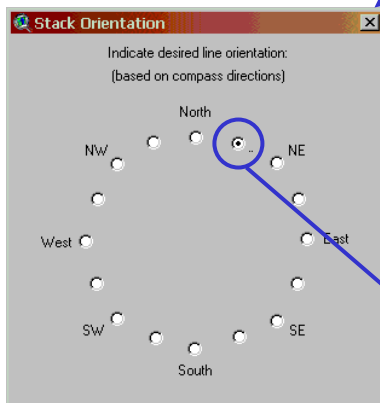 Stack Orientation
Indicate desired line orientation:
(based on compass directions)
North
NW
NE
West
East
SW
SE
South